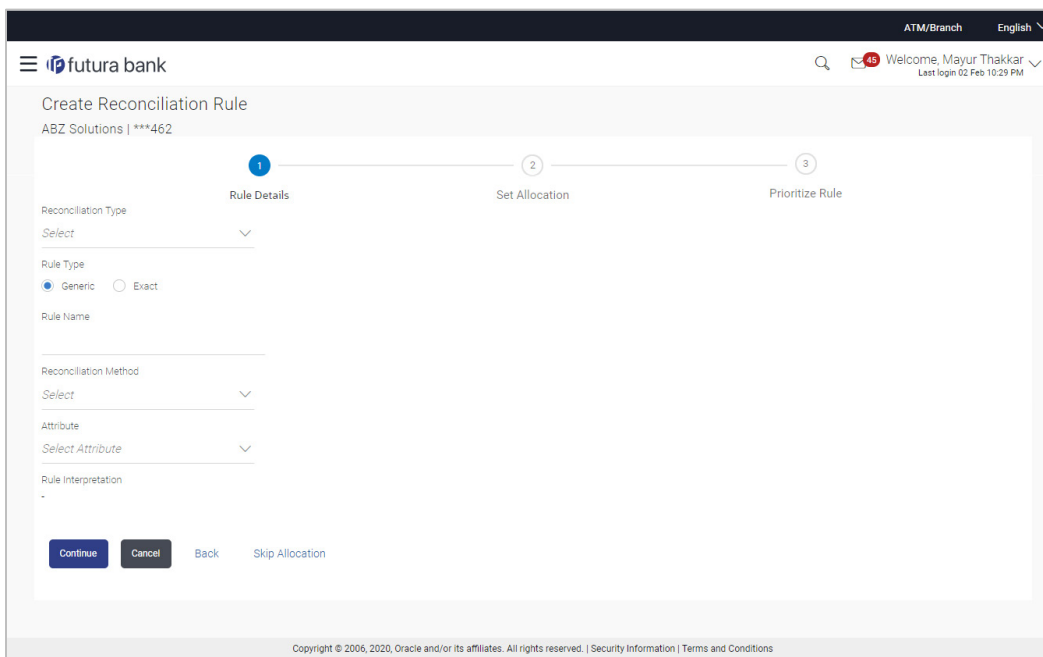 ATM/Branch English
futura bank
45 Welcome, Mayur Thakkar
Last login 02 Feb 10:29 PM
Create Reconciliation Rule
ABZ Solutions | ***462
1 2 3
Rule Details Set Allocation Prioritize Rule
Reconciliation Type
Select
Rule Type
Generic Exact
Rule Name
Reconciliation Method
Select
Attribute
Select Attribute
Rule Interpretation
-
Continue Cancel Back Skip Allocation
Copyright © 2006, 2020, Oracle and/or its affiliates. All rights reserved. | Security Information | Terms and Conditions